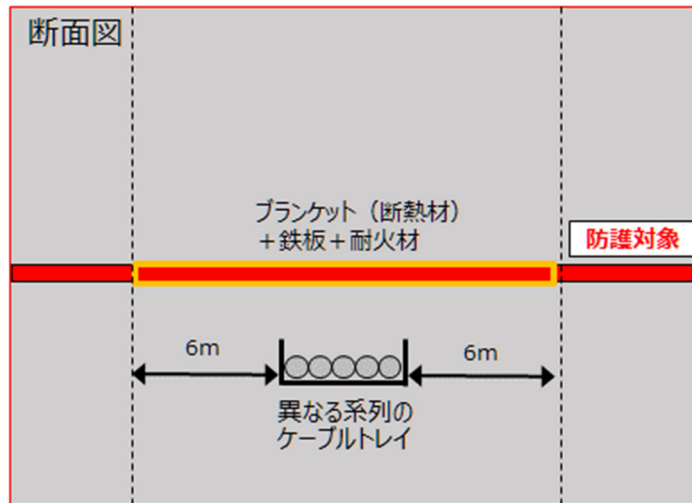 断面図
ブランケット（断熱材）
＋鉄板＋耐火材
防護対象
6m
6m
異なる系列の
ケーブルトレイ